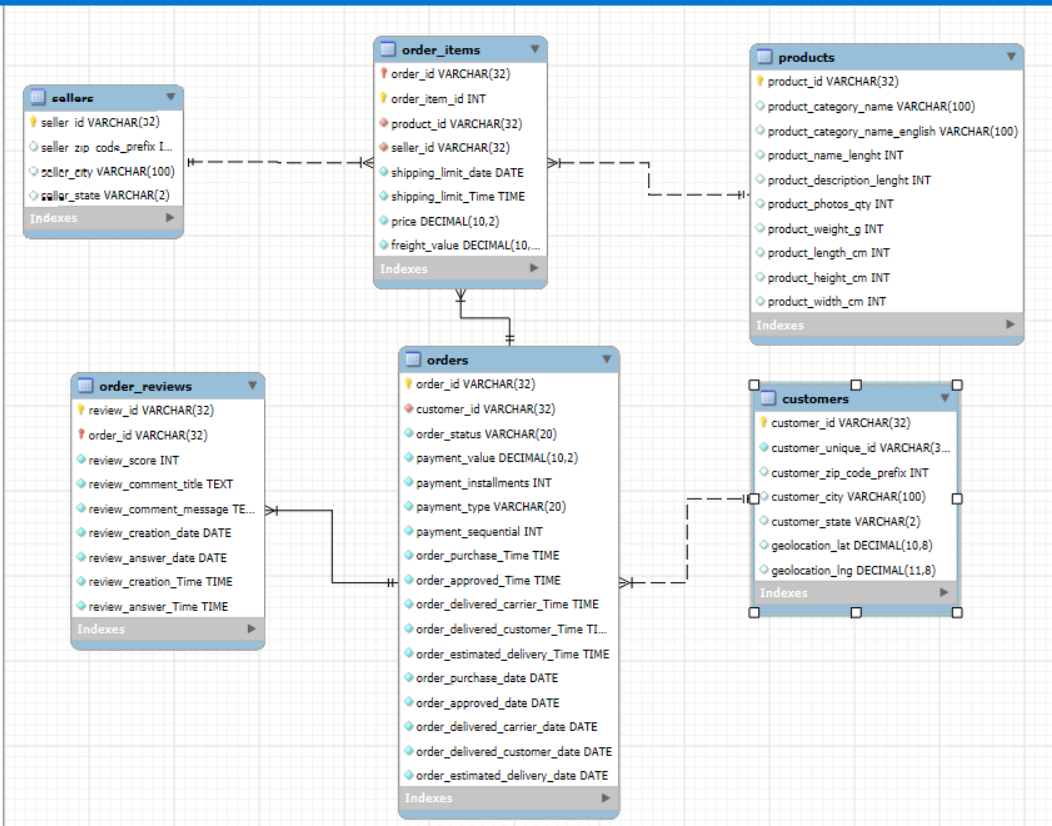 order_items
order_id VARCHAR(32)
order_item_id INT
product_id VARCHAR(32)
seller_id VARCHAR(32)
shipping_limit_date DATE
shipping_limit_Time TIME
price DECIMAL(10,2)
freight_value DECIMAL(10,...
Indexes
products
product_id VARCHAR(32)
product_category_name VARCHAR(100)
product_category_name_english VARCHAR(100)
product_name_lenght INT
product_description_lenght INT
product_photos_qty INT
product_weight_g INT
product_length_cm INT
product_height_cm INT
product_width_cm INT
Indexes
sellers
seller_id VARCHAR(32)
seller_zip_code_prefix I...
seller_city VARCHAR(100)
seller_state VARCHAR(2)
Indexes
orders
order_id VARCHAR(32)
customer_id VARCHAR(32)
order_status VARCHAR(20)
payment_value DECIMAL(10,2)
payment_installments INT
payment_type VARCHAR(20)
payment_sequential INT
order_purchase_Time TIME
order_approved_Time TIME
order_delivered_carrier_Time TIME
order_delivered_customer_Time TI...
order_estimated_delivery_Time TIME
order_purchase_date DATE
order_approved_date DATE
order_delivered_carrier_date DATE
order_delivered_customer_date DATE
order_estimated_delivery_date DATE
Indexes
order_reviews
review_id VARCHAR(32)
order_id VARCHAR(32)
review_score INT
review_comment_title TEXT
review_comment_message TE...
review_creation_date DATE
review_answer_date DATE
review_creation_Time TIME
review_answer_Time TIME
Indexes
customers
customer_id VARCHAR(32)
customer_unique_id VARCHAR(3...
customer_zip_code_prefix INT
customer_city VARCHAR(100)
customer_state VARCHAR(2)
geolocation_lat DECIMAL(10,8)
geolocation_lng DECIMAL(11,8)
Indexes